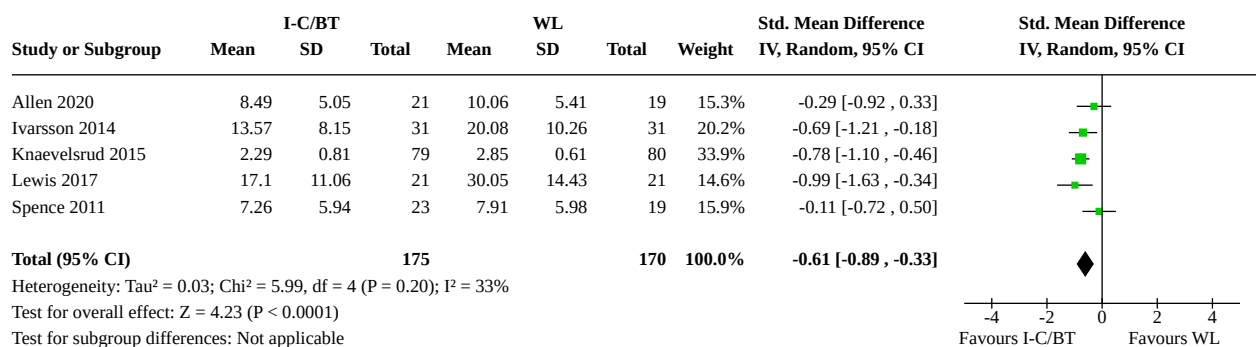 I-C/BT WL Std. Mean Difference Std. Mean Difference
Study or Subgroup Mean SD Total Mean SD Total Weight IV, Random, 95% CI IV, Random, 95% CI
Allen 2020 8.49 5.05 21 10.06 5.41 19 15.3% -0.29 [-0.92 , 0.33]
Ivarsson 2014 13.57 8.15 31 20.08 10.26 31 20.2% -0.69 [-1.21 , -0.18]
Knaevelsrud 2015 2.29 0.81 79 2.85 0.61 80 33.9% -0.78 [-1.10 , -0.46]
Lewis 2017 17.1 11.06 21 30.05 14.43 21 14.6% -0.99 [-1.63 , -0.34]
Spence 2011 7.26 5.94 23 7.91 5.98 19 15.9% -0.11 [-0.72 , 0.50]
Total (95% CI) 175 170 100.0% -0.61 [-0.89 , -0.33]
Heterogeneity: Tau² = 0.03; Chi² = 5.99, df = 4 (P = 0.20); I² = 33%
Test for overall effect: Z = 4.23 (P < 0.0001)
-4 -2 0 2 4
Test for subgroup differences: Not applicable
Favours I-C/BT Favours WL